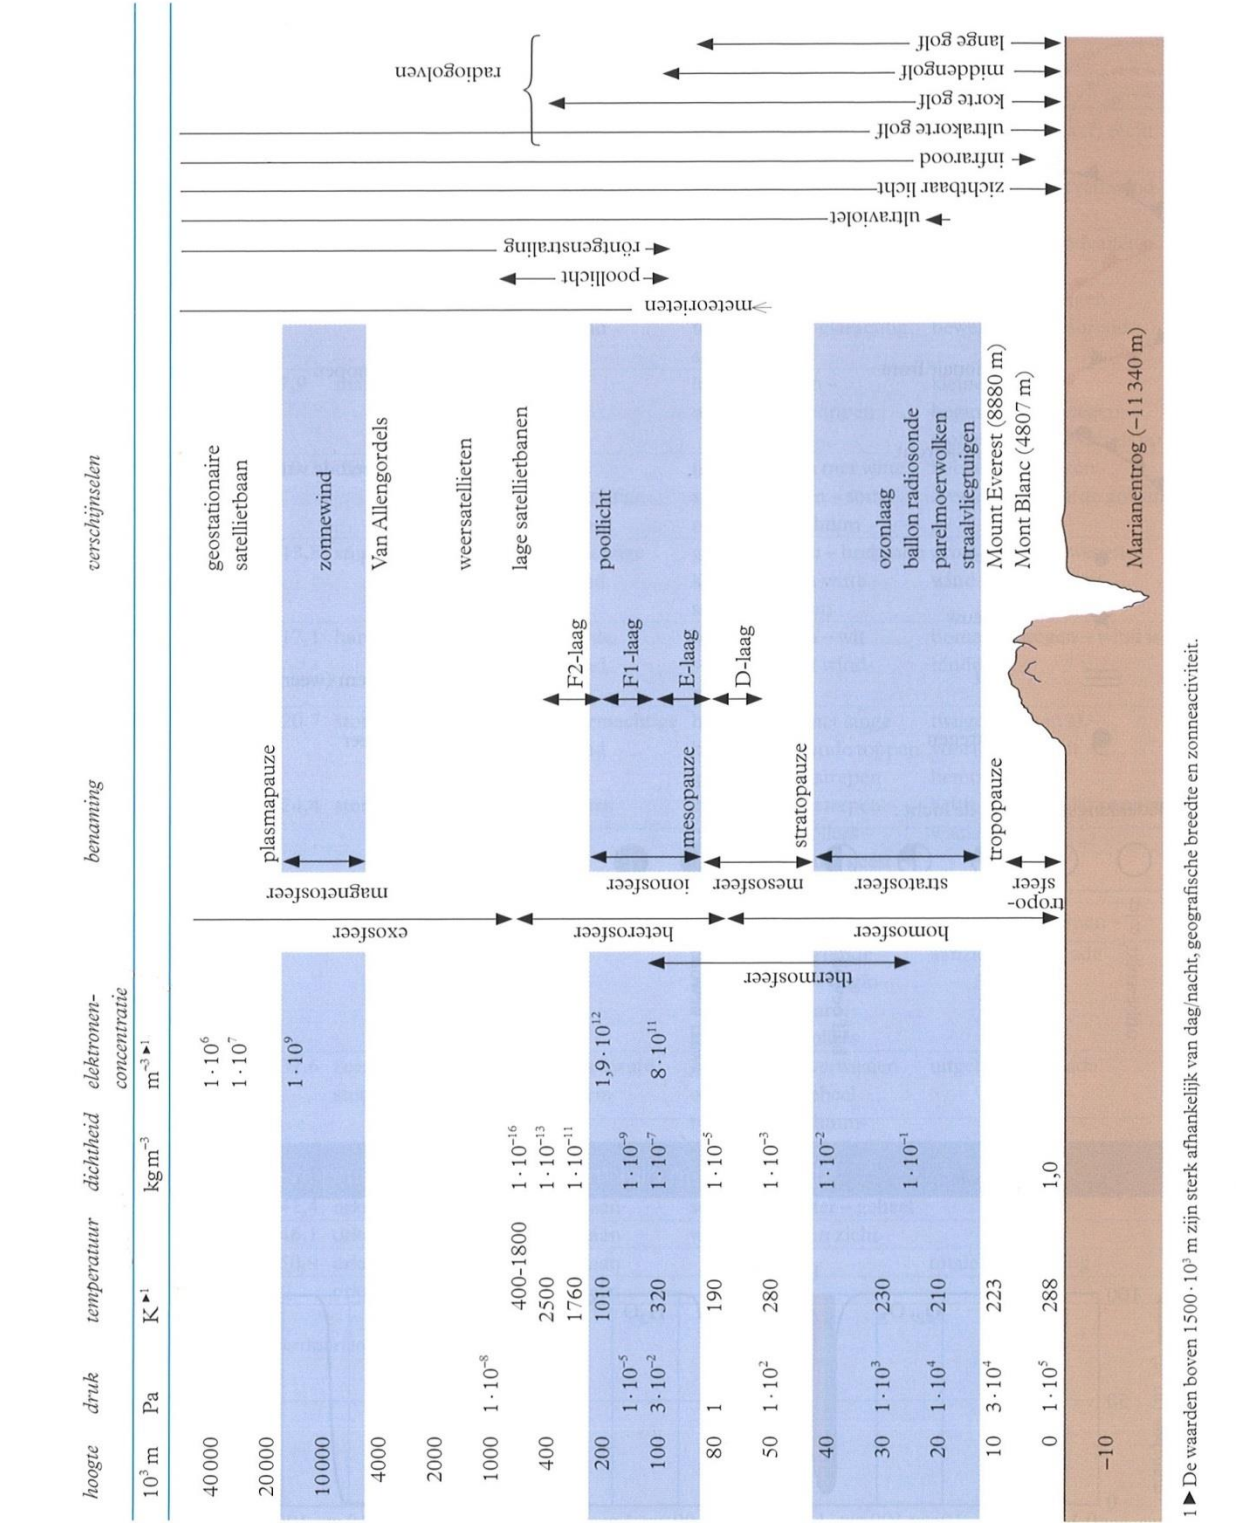 hoogte druk temperatuur dichtheid elektronen- benaming verschijnselen
concentratie
10³ m Pa K ►1 kg m⁻³ m⁻³ ►1
40 000 1 · 10⁶ geostationaire
1 · 10⁷ satellietbaan
20 000 plasmapauze
1 · 10⁹
10 000 zonnewind
magnetosfeer
4000 Van Allengordels
2000 weersatellieten
1000 1 · 10⁻⁸
400-1800 1 · 10⁻¹⁶ lage satellietbanen
400 2500 1 · 10⁻¹³
1760 1 · 10⁻¹¹ F2-laag
200 1010 1,9 · 10¹² poollicht
1 · 10⁻⁵ 1 · 10⁻⁹ F1-laag
100 3 · 10⁻² 320 1 · 10⁻⁷ 8 · 10¹¹
ionosfeer
mesopauze E-laag
80 1 190 1 · 10⁻⁵
D-laag
50 1 · 10² 280 1 · 10⁻³
mesosfeer
stratopauze
40 1 · 10⁻²
30 1 · 10³ 230 ozonlaag
1 · 10⁻¹ ballon radiosonde
20 1 · 10⁴ 210 parelmoerwolken
straalvliegtuigen
stratosfeer
10 3 · 10⁴ 223 tropopauze Mount Everest (8880 m)
Mont Blanc (4807 m)
tropo-
sfeer
0 1 · 10⁵ 288 1,0
−10 Marianentrog (−11 340 m)
exosfeer
heterosfeer
homosfeer
thermosfeer
meteorieten
poollicht
röntgenstraling
ultraviolet
zichtbaar licht
infrarood
ultrakorte golf
korte golf
middengolf
lange golf
radiogolven
1 ► De waarden boven 1500 · 10³ m zijn sterk afhankelijk van dag/nacht, geografische breedte en zonneactiviteit.